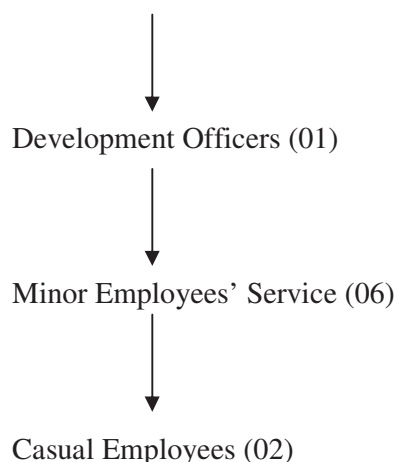 Development Officers (01)
Minor Employees’ Service (06)
Casual Employees (02)